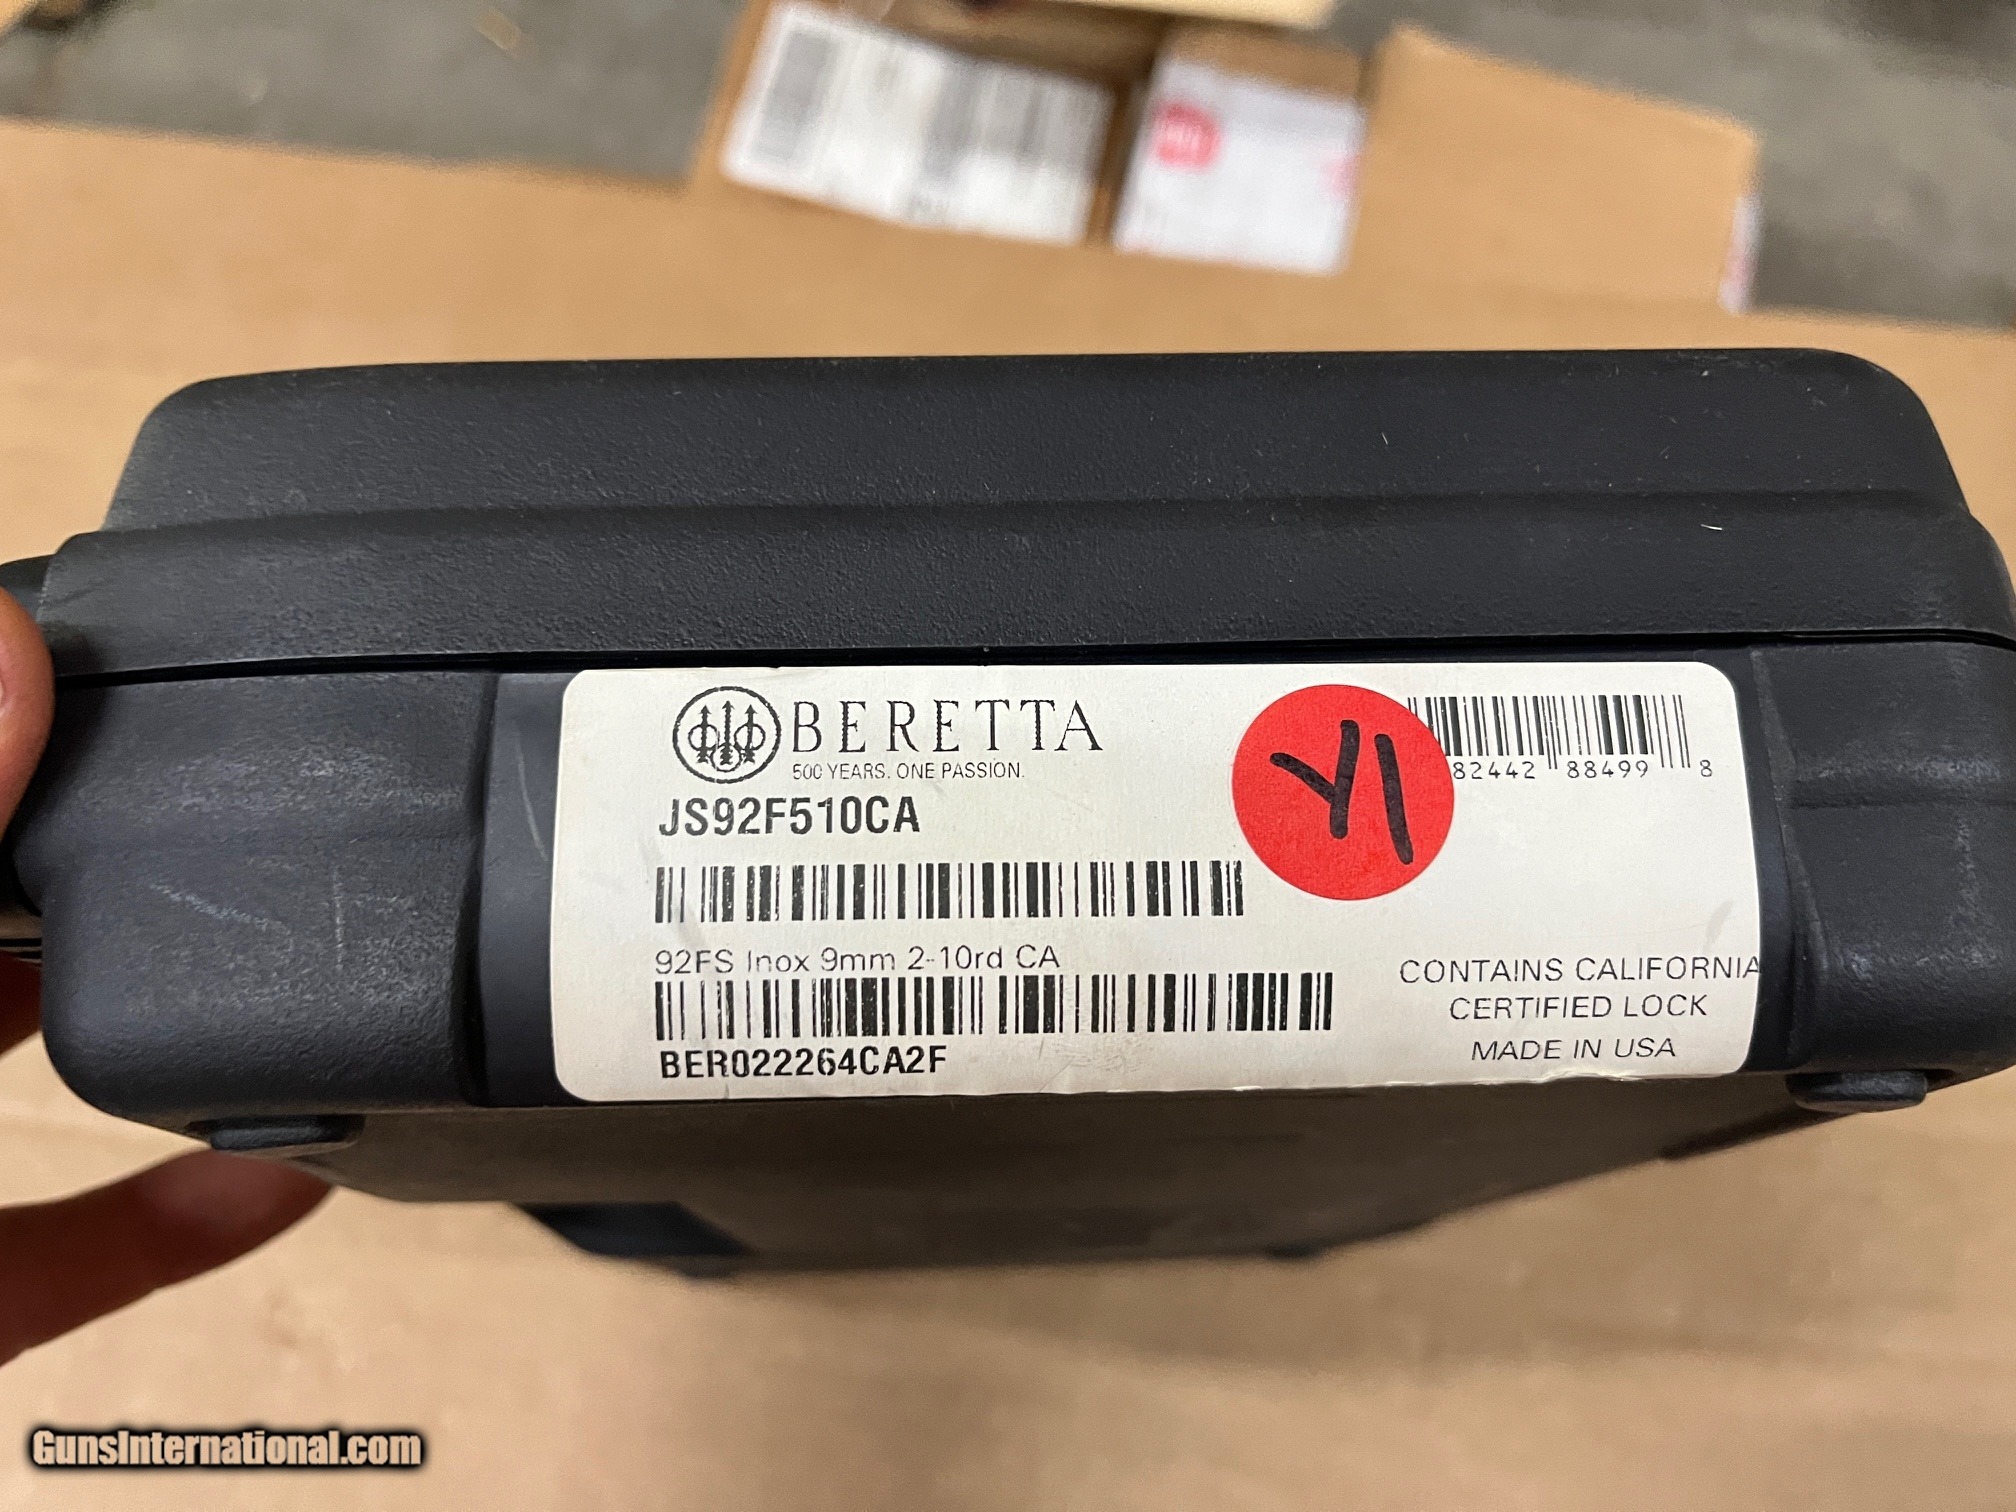 BERETTA
500 YEARS. ONE PASSION.
JS92F510CA
92FS Inox 9mm 2-10rd CA
BER022264CA2F
Y1
82442 88499 8
CONTAINS CALIFORNIA
CERTIFIED LOCK
MADE IN USA
GunsInternational.com